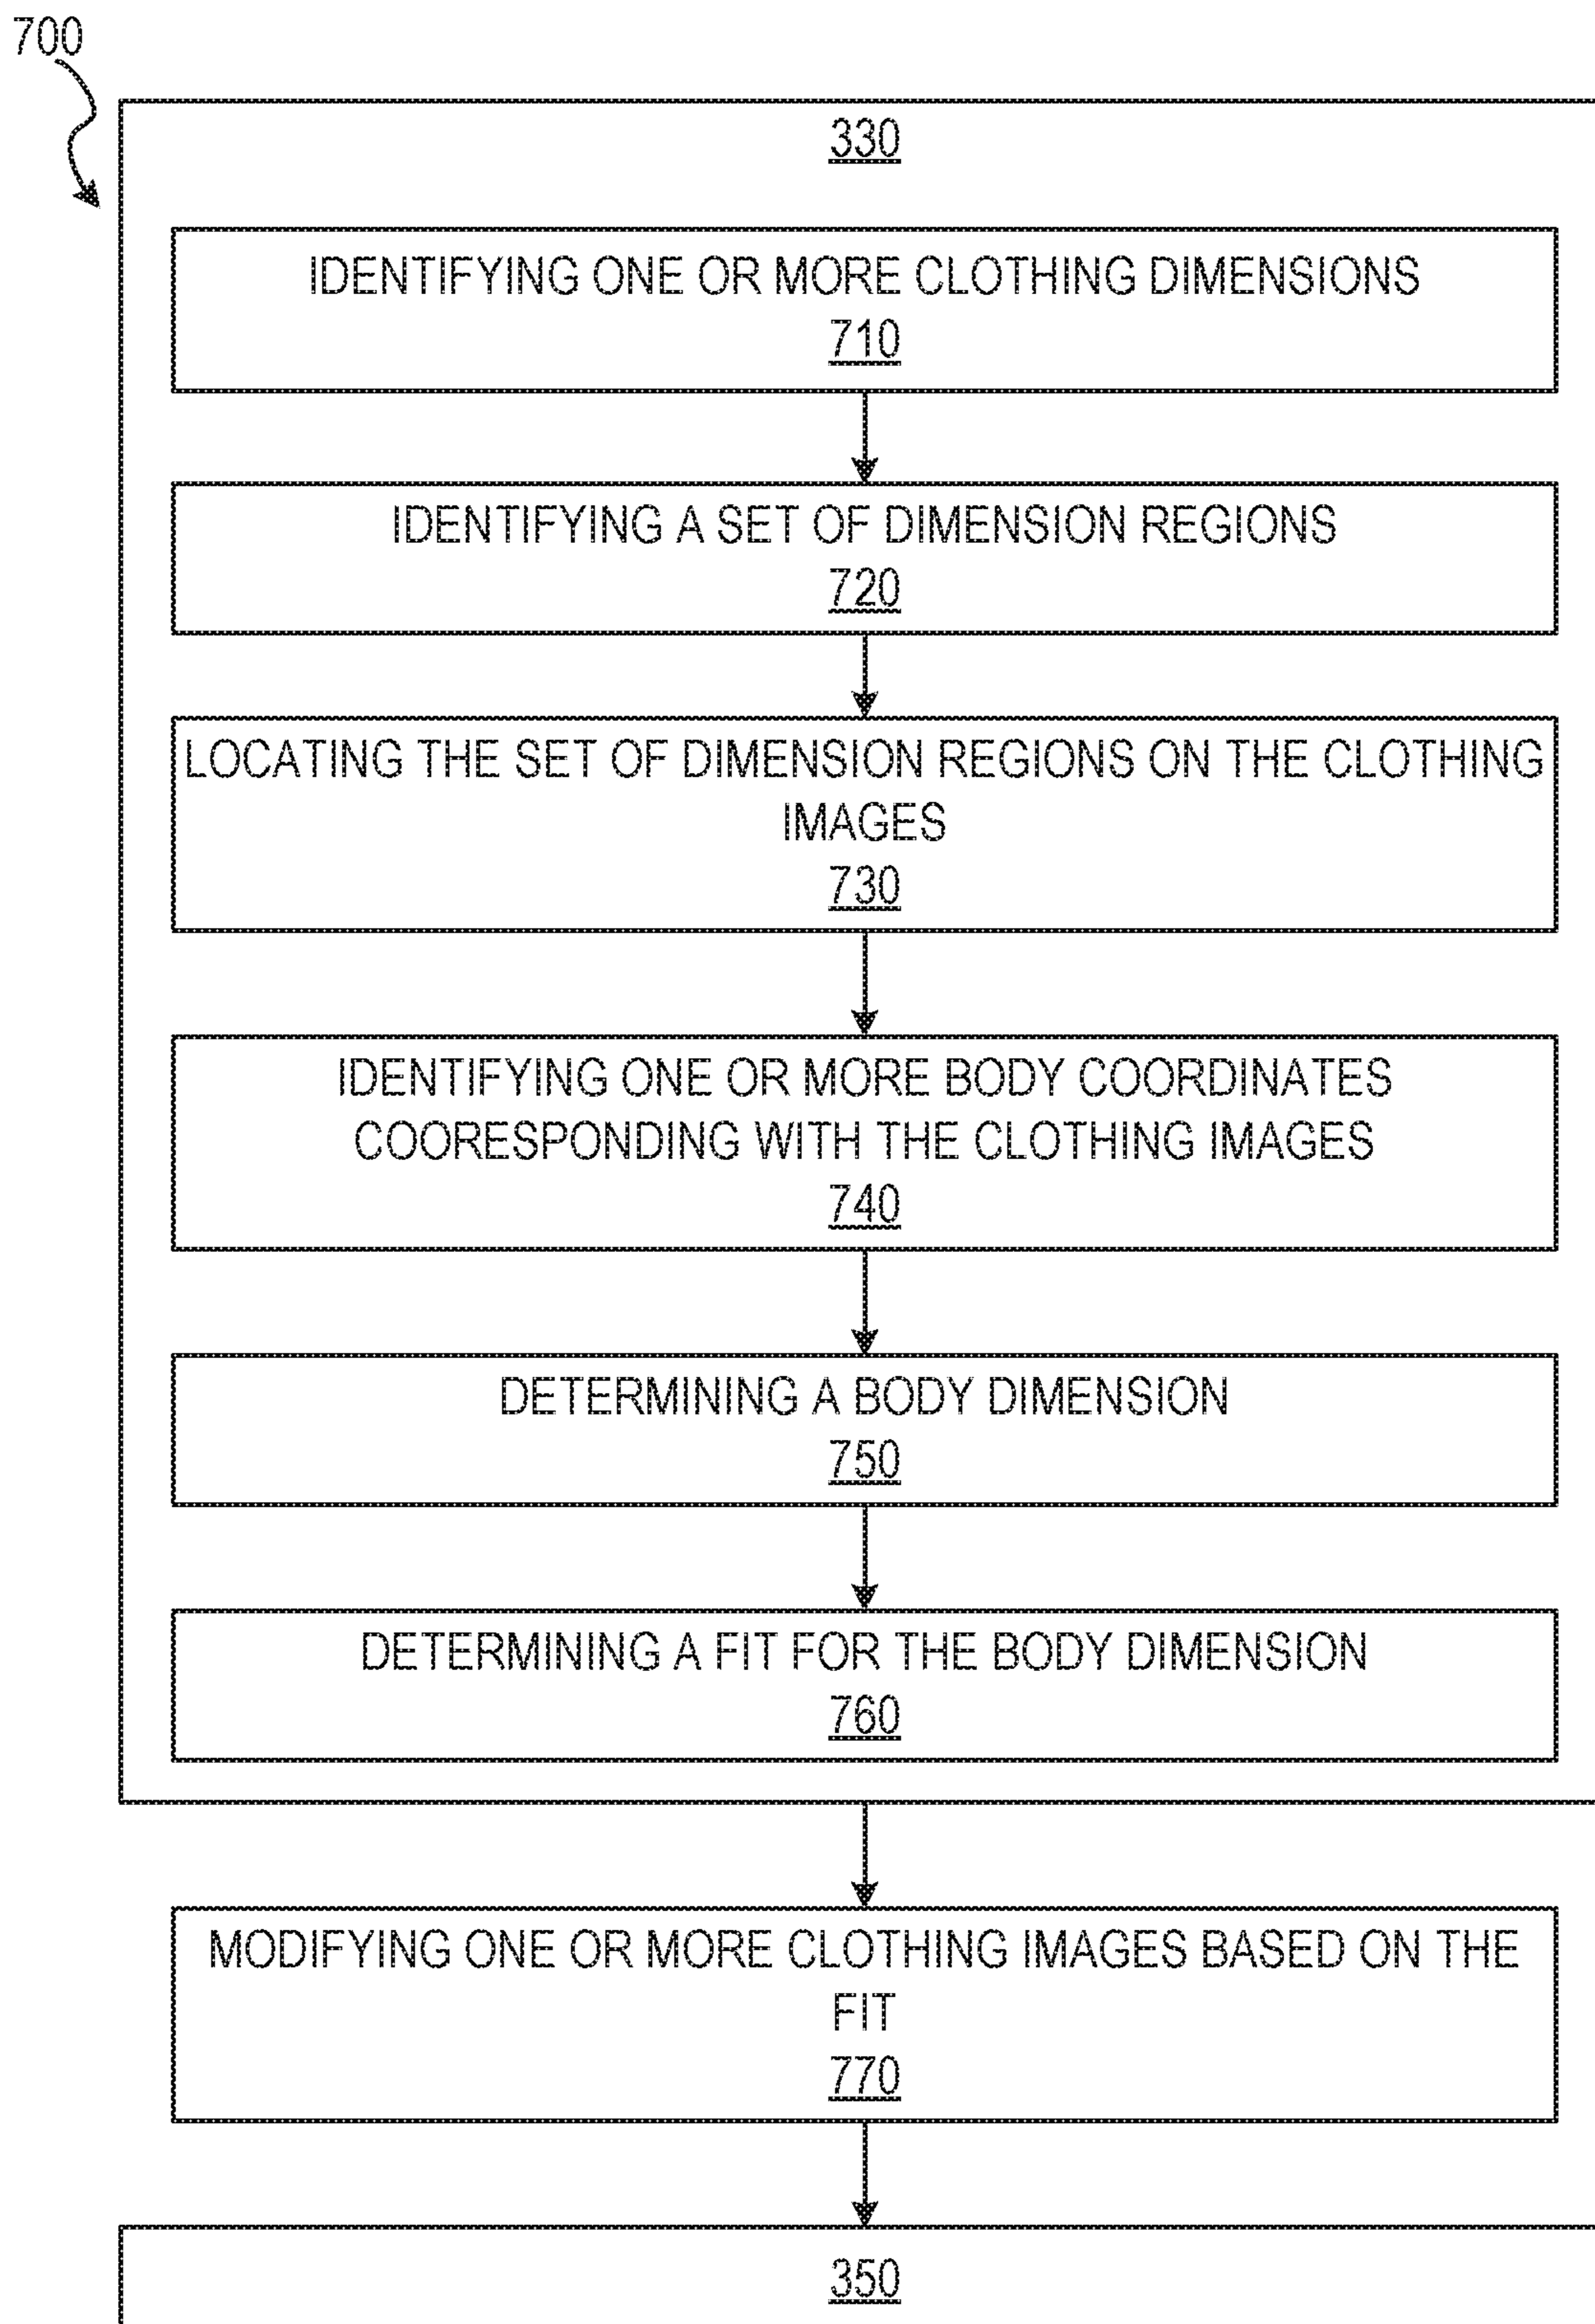 700
330
IDENTIFYING ONE OR MORE CLOTHING DIMENSIONS
710
IDENTIFYING A SET OF DIMENSION REGIONS
720
LOCATING THE SET OF DIMENSION REGIONS ON THE CLOTHING
IMAGES
730
IDENTIFYING ONE OR MORE BODY COORDINATES
COORESPONDING WITH THE CLOTHING IMAGES
740
DETERMINING A BODY DIMENSION
750
DETERMINING A FIT FOR THE BODY DIMENSION
760
MODIFYING ONE OR MORE CLOTHING IMAGES BASED ON THE
FIT
770
350